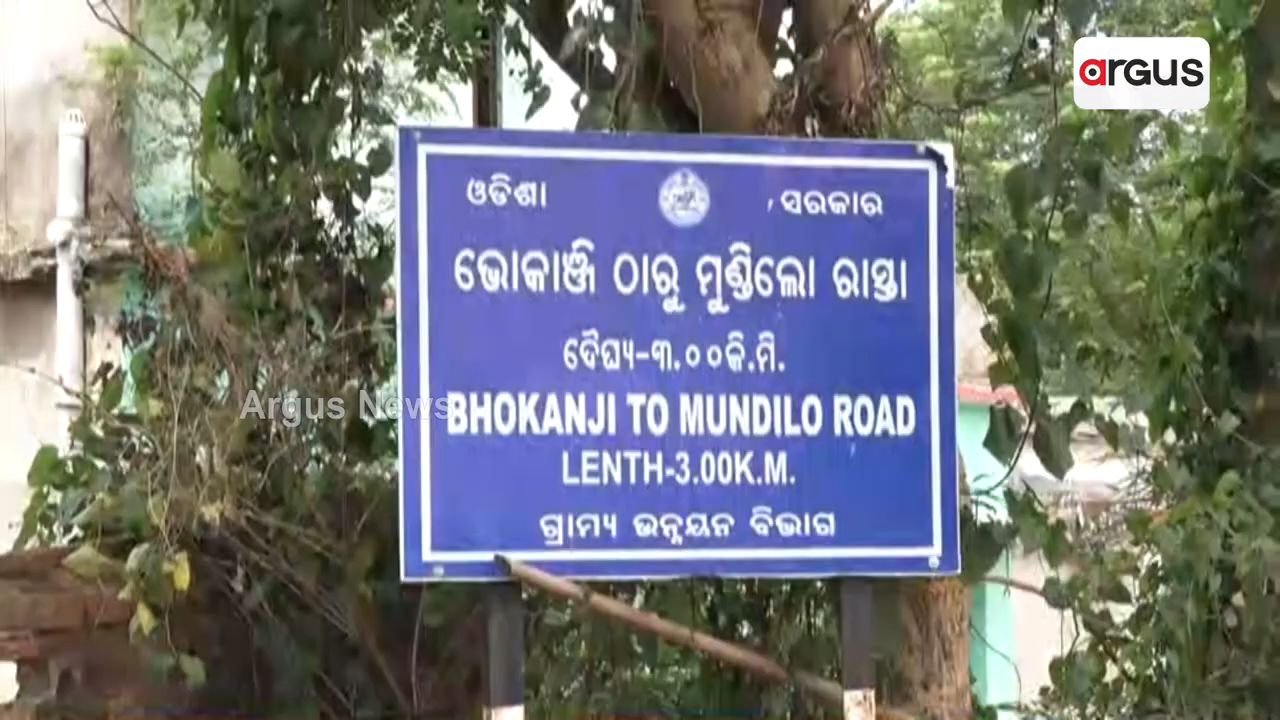 argus
ଓଡିଶା ସରକାର
ଭୋକାଞ୍ଜି ଠାରୁ ମୁଣ୍ଡିଲୋ ରାସ୍ତା
ଦୈଘ୍ୟ-୩.୦୦କି.ମି.
Argus News
BHOKANJI TO MUNDILO ROAD
LENTH-3.00K.M.
ଗ୍ରାମ୍ୟ ଉନ୍ନୟନ ବିଭାଗ